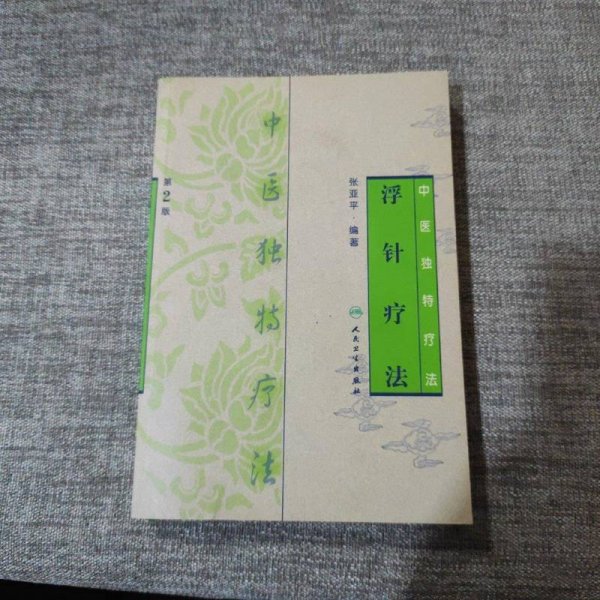 中医独特疗法
浮针疗法
张亚平·编著
人民卫生出版社
中医独特疗法
第2版